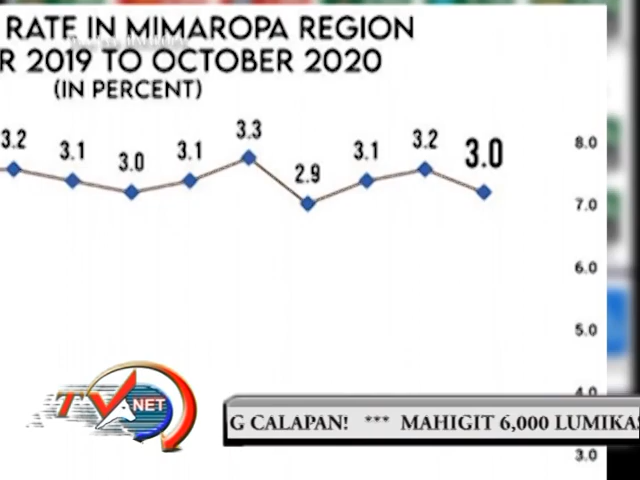 RATE IN MIMAROPA REGION
R 2019 TO OCTOBER 2020
(IN PERCENT)
3.2 3.1 3.0 3.1 3.3 2.9 3.1 3.2 3.0
8.0
7.0
6.0
5.0
4.0
3.0
TV NET
G CALAPAN! *** MAHIGIT 6,000 LUMIKAS